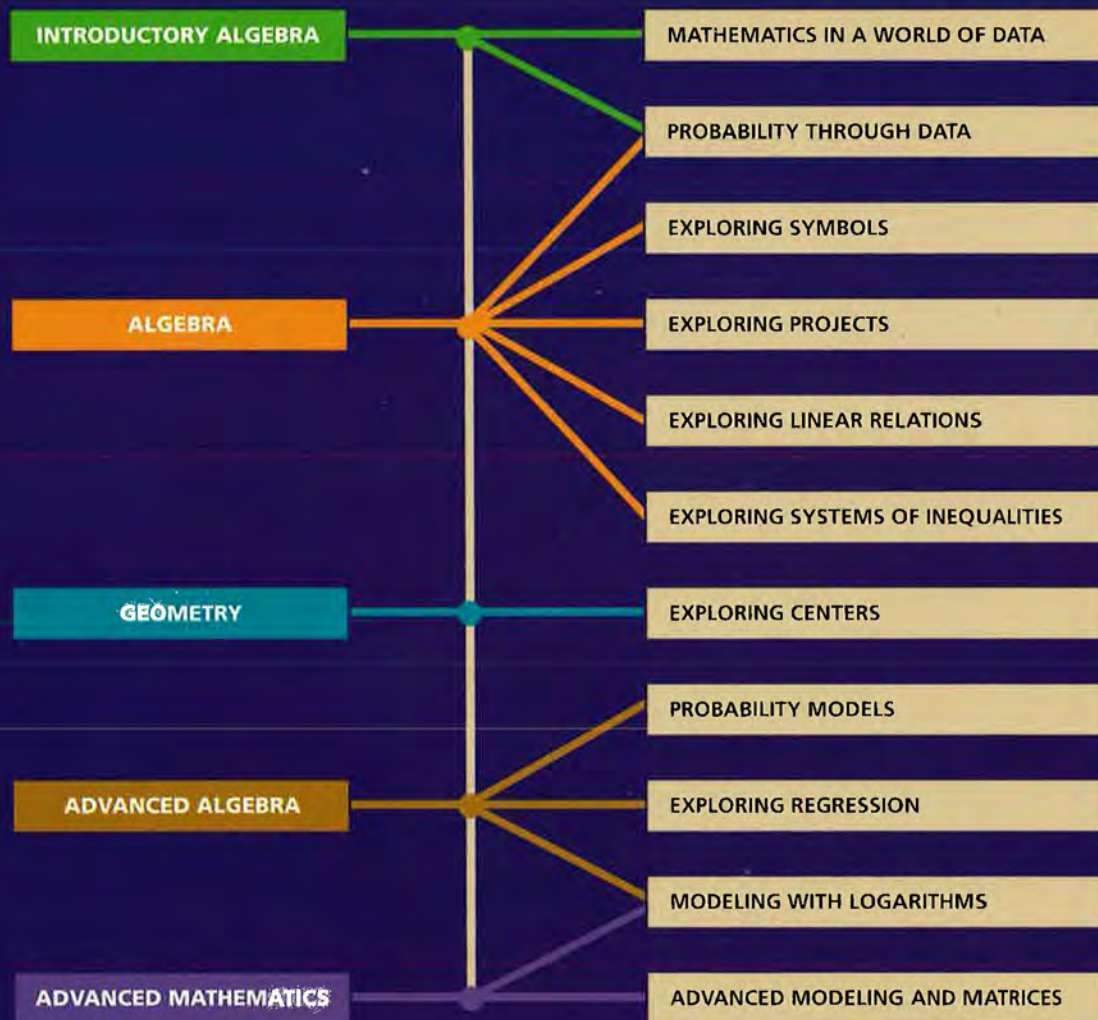 INTRODUCTORY ALGEBRA
MATHEMATICS IN A WORLD OF DATA
PROBABILITY THROUGH DATA
EXPLORING SYMBOLS
ALGEBRA
EXPLORING PROJECTS
EXPLORING LINEAR RELATIONS
EXPLORING SYSTEMS OF INEQUALITIES
GEOMETRY
EXPLORING CENTERS
PROBABILITY MODELS
ADVANCED ALGEBRA
EXPLORING REGRESSION
MODELING WITH LOGARITHMS
ADVANCED MATHEMATICS
ADVANCED MODELING AND MATRICES